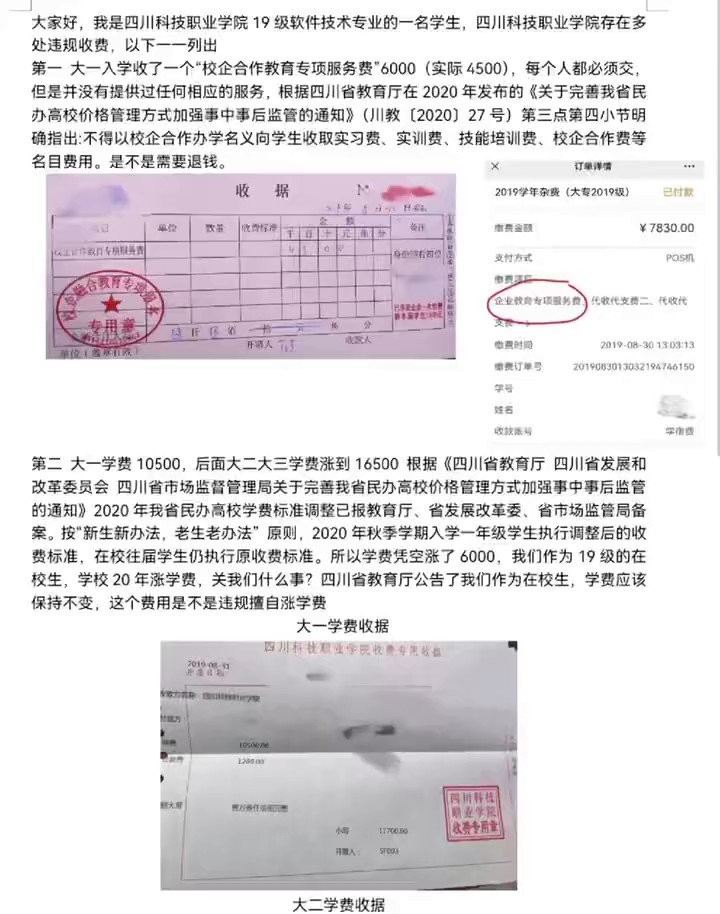 大家好，我是四川科技职业学院 19 级软件技术专业的一名学生，四川科技职业学院存在多
处违规收费，以下一一列出
第一 大一入学收了一个“校企合作教育专项服务费”6000（实际 4500），每个人都必须交，
但是并没有提供过任何相应的服务，根据四川省教育厅在 2020 年发布的《关于完善我省民
办高校价格管理方式加强事中事后监管的通知》（川教〔2020〕27 号）第三点第四小节明
确指出:不得以校企合作办学名义向学生收取实习费、实训费、技能培训费、校企合作费等
名目费用。是不是需要退钱。
收 据 №
单位 数量 收费标准 金额 备注
千 百 十 元 角 分
校企合作教育专项服务费
专用章
开票人 收款人
订单详情
2019学年杂费（大专2019级） 已付款
缴费金额 ¥ 7830.00
支付方式 POS机
缴费项目
企业教育专项服务费、代收代支费二、代收代
支费一
缴费时间 2019-08-30 13:03:13
缴费订单号 2019083013032194746150
学号
姓名
收款账号 学宿费
第二 大一学费 10500，后面大二大三学费涨到 16500 根据《四川省教育厅 四川省发展和
改革委员会 四川省市场监督管理局关于完善我省民办高校价格管理方式加强事中事后监管
的通知》2020 年我省民办高校学费标准调整已报教育厅、省发展改革委、省市场监管局备
案。按“新生新办法，老生老办法”原则，2020 年秋季学期入学一年级学生执行调整后的收
费标准，在校往届学生仍执行原收费标准。所以学费凭空涨了 6000，我们作为 19 级的在
校生，学校 20 年涨学费，关我们什么事？四川省教育厅公告了我们作为在校生，学费应该
保持不变，这个费用是不是违规擅自涨学费
大一学费收据
四川科技职业学院收费专用收据
2019-08-31
开票日期
10500.00
1200.00
小写 11700.00
开票人： SF003
四川科技
职业学院
收费专用章
大二学费收据